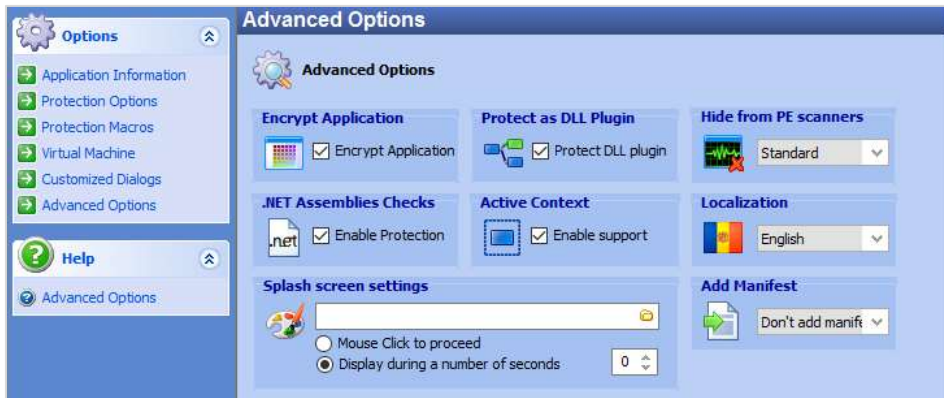 Options
Application Information
Protection Options
Protection Macros
Virtual Machine
Customized Dialogs
Advanced Options
Help
Advanced Options
Advanced Options
Advanced Options
Encrypt Application
Encrypt Application
Protect as DLL Plugin
Protect DLL plugin
Hide from PE scanners
Standard
.NET Assemblies Checks
.net
Enable Protection
Active Context
Enable support
Localization
English
Splash screen settings
Mouse Click to proceed
Display during a number of seconds
0
Add Manifest
Don't add manife